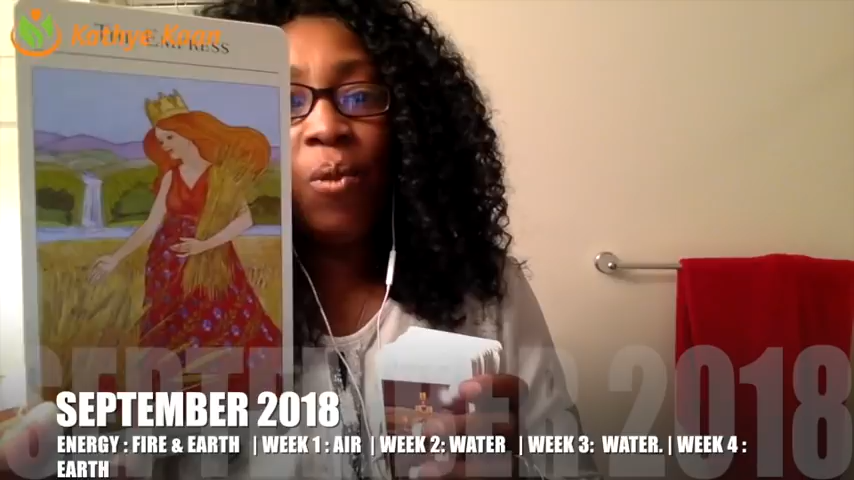 Kathye Kaan
THE EMPRESS
SEPTEMBER 2018
SEPTEMBER 2018
ENERGY : FIRE & EARTH | WEEK 1 : AIR | WEEK 2: WATER | WEEK 3: WATER. | WEEK 4 :
EARTH